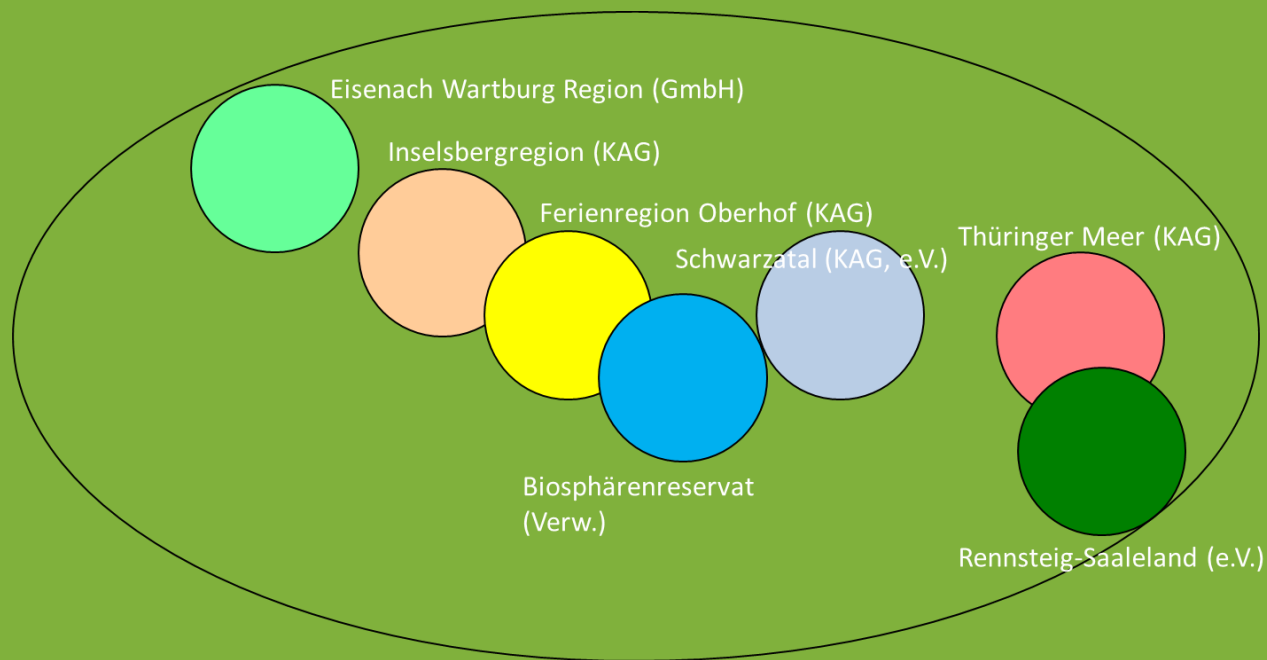 Eisenach Wartburg Region (GmbH)
Inselsbergregion (KAG)
Ferienregion Oberhof (KAG)
Thüringer Meer (KAG)
Schwarzatal (KAG, e.V.)
Biosphärenreservat
(Verw.)
Rennsteig-Saaleland (e.V.)